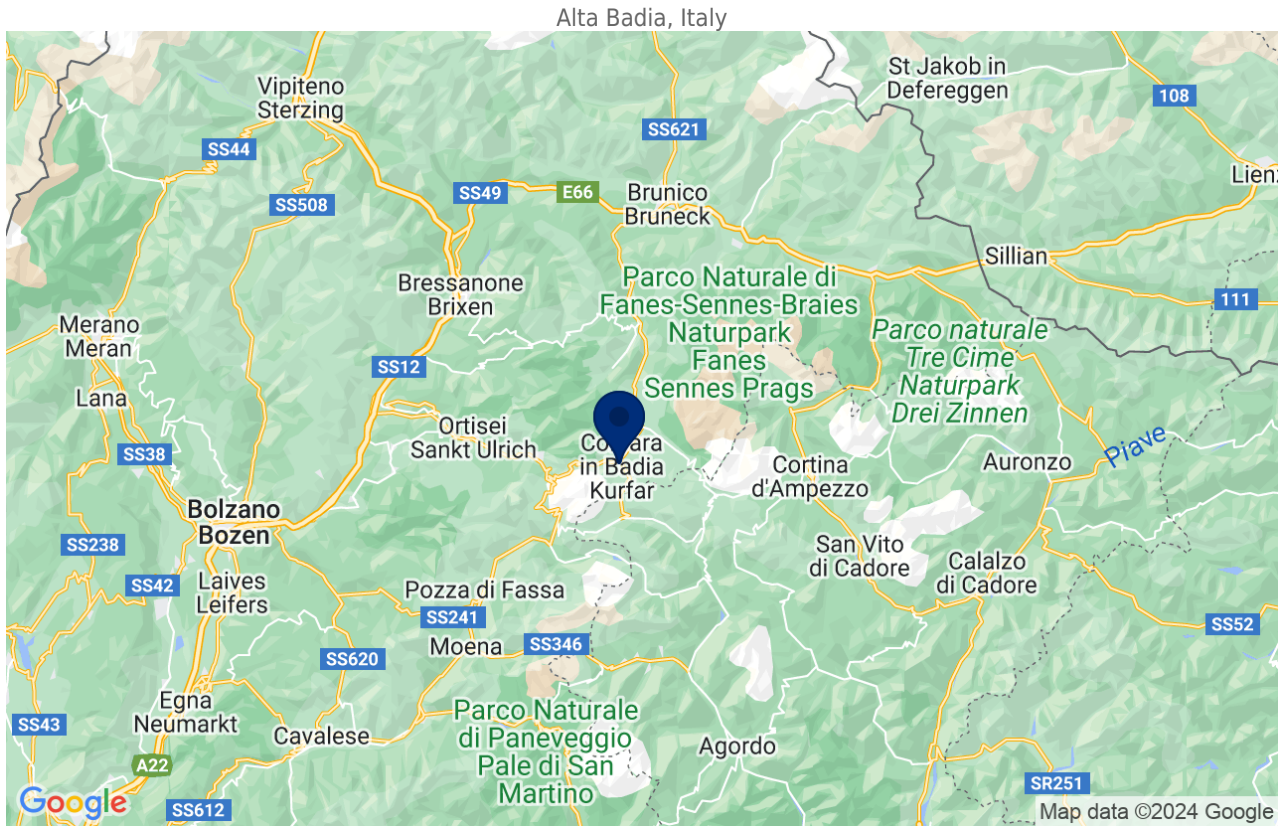 Alta Badia, Italy
Vipiteno
Sterzing
St Jakob in
Defereggen
108
SS621
SS44
Lienz
SS49
E66
Brunico
Bruneck
SS508
Sillian
Bressanone
Brixen
Parco Naturale di
Fanes-Sennes-Braies
Naturpark
Fanes
Sennes Prags
111
Merano
Meran
Parco naturale
Tre Cime
Naturpark
Drei Zinnen
SS12
Lana
Ortisei
Sankt Ulrich
in Badia
Kurfar
SS38
Cortina
d'Ampezzo
Auronzo
Piave
Bolzano
Bozen
SS238
San Vito
di Cadore
Calalzo
di Cadore
SS42
Laives
Leifers
Pozza di Fassa
SS241
SS52
Moena
SS346
SS620
Egna
Neumarkt
SS43
Cavalese
Parco Naturale
di Paneveggio
Pale di San
Martino
Agordo
A22
SR251
SS612
Google
Map data ©2024 Google